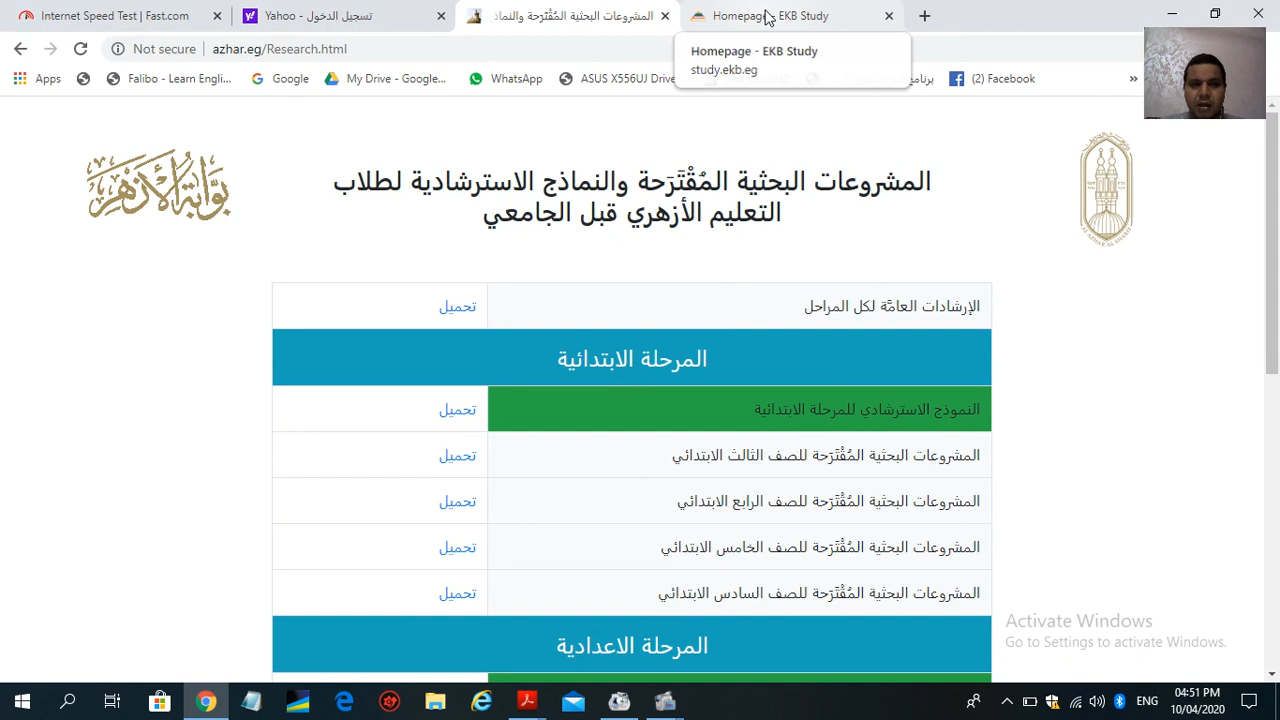 Internet Speed Test | Fast.com
تسجيل الدخول - Yahoo
المشروعات البحثية المُقْتَرَحة والنماذ
Homepage - EKB Study
Not secure
azhar.eg/Research.html
Homepage - EKB Study
study.ekb.eg
Apps
Falibo - Learn Engli...
Google
My Drive - Google...
WhatsApp
ASUS X556UJ Drive
(2) Facebook
»
بوابة الأزهر
المشروعات البحثية المُقْتَرَحة والنماذج الاسترشادية لطلاب
التعليم الأزهري قبل الجامعي
الإرشادات العامَّة لكل المراحل
تحميل
المرحلة الابتدائية
النموذج الاسترشادي للمرحلة الابتدائية
تحميل
المشروعات البحثية المُقْتَرَحة للصف الثالث الابتدائي
تحميل
المشروعات البحثية المُقْتَرَحة للصف الرابع الابتدائي
تحميل
المشروعات البحثية المُقْتَرَحة للصف الخامس الابتدائي
تحميل
المشروعات البحثية المُقْتَرَحة للصف السادس الابتدائي
تحميل
المرحلة الاعدادية
Activate Windows
Go to Settings to activate Windows.
ENG
04:51 PM
10/04/2020